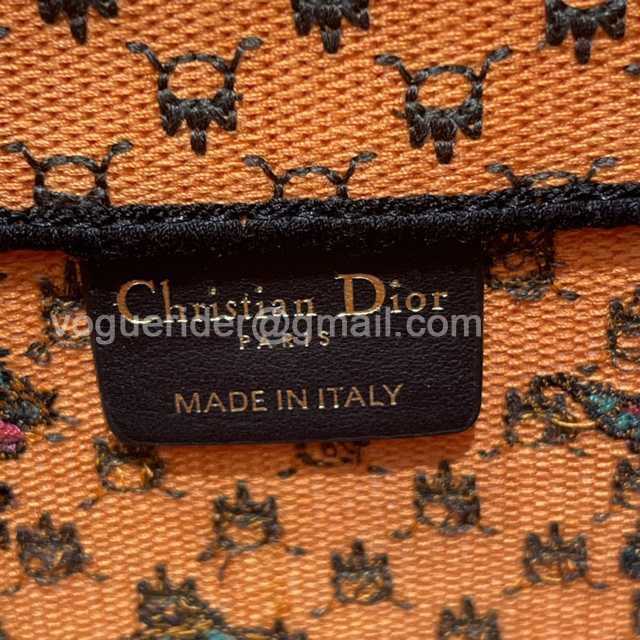 Christian Dior
voguender@gmail.com
PARIS
MADE IN ITALY